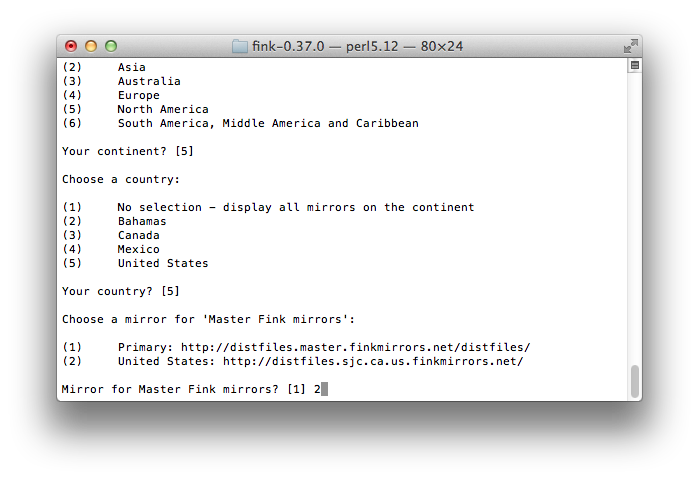 fink-0.37.0 — perl5.12 — 80×24
(2) Asia
(3) Australia
(4) Europe
(5) North America
(6) South America, Middle America and Caribbean
Your continent? [5]
Choose a country:
(1) No selection - display all mirrors on the continent
(2) Bahamas
(3) Canada
(4) Mexico
(5) United States
Your country? [5]
Choose a mirror for 'Master Fink mirrors':
(1) Primary: http://distfiles.master.finkmirrors.net/distfiles/
(2) United States: http://distfiles.sjc.ca.us.finkmirrors.net/
Mirror for Master Fink mirrors? [1] 2